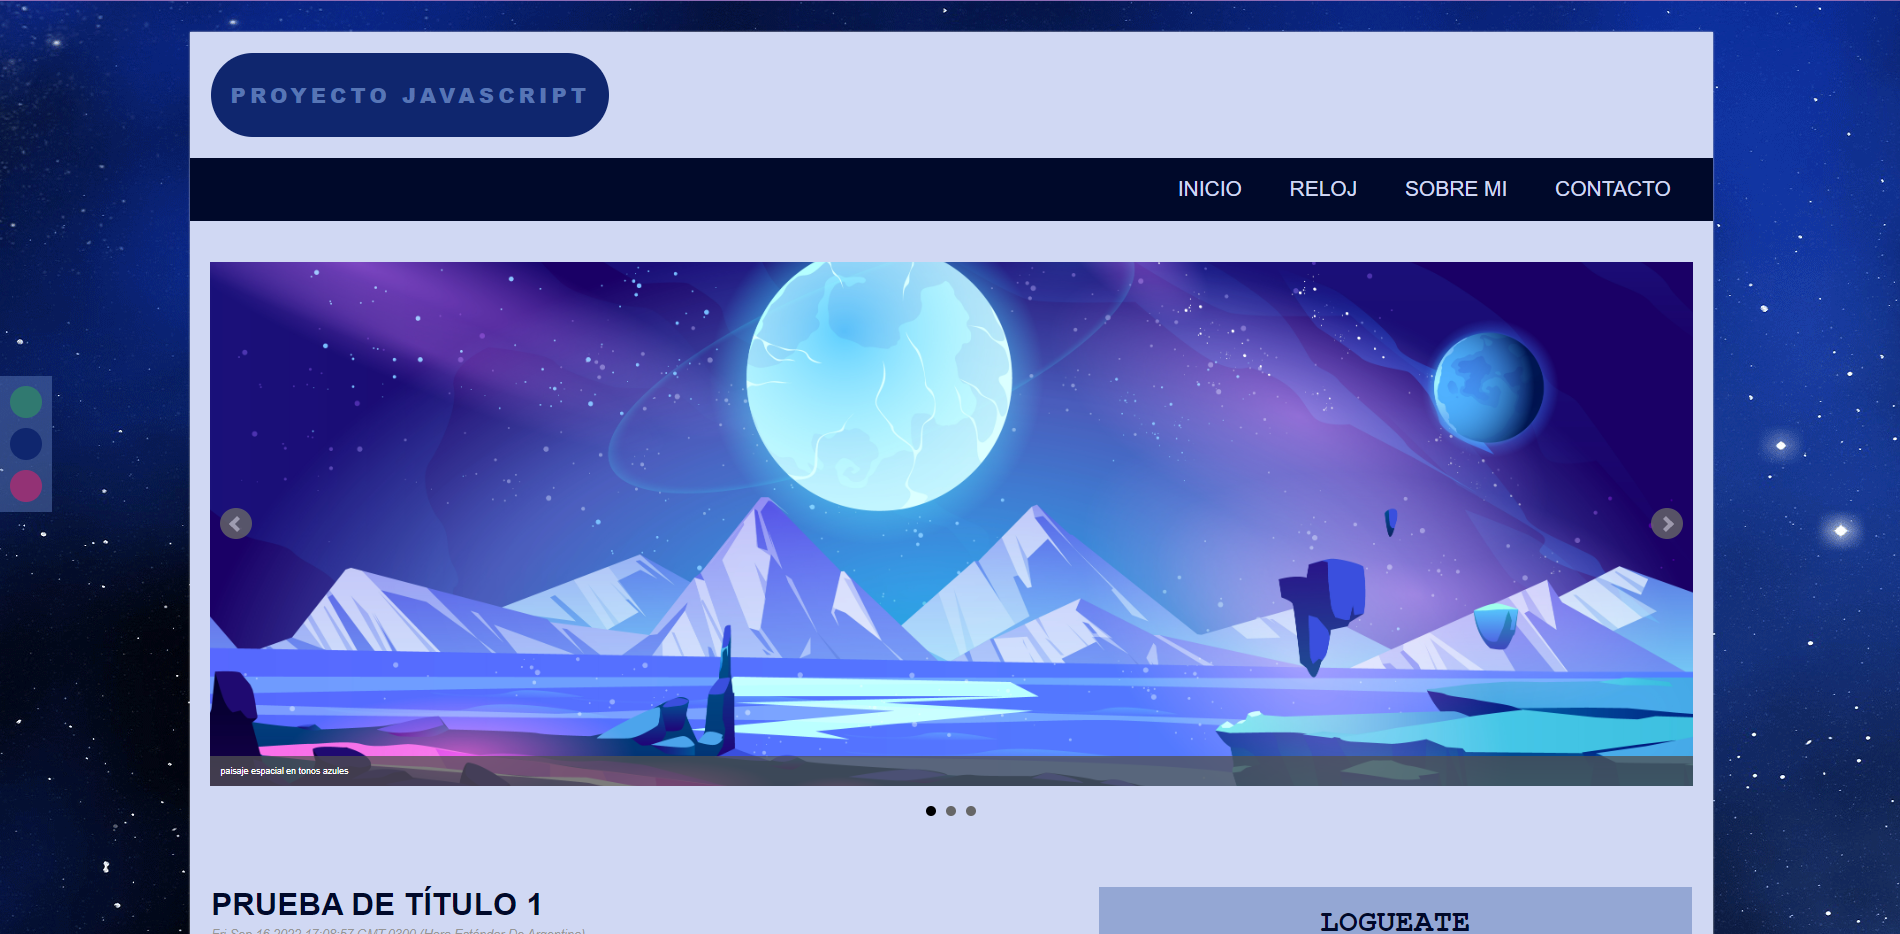 PROYECTO JAVASCRIPT
INICIO RELOJ SOBRE MI CONTACTO
paisaje espacial en tonos azules
PRUEBA DE TÍTULO 1
Fri Sep 16 2022 17:08:57 GMT-0300 (Hora Estándar De Argentina)
LOGUEATE